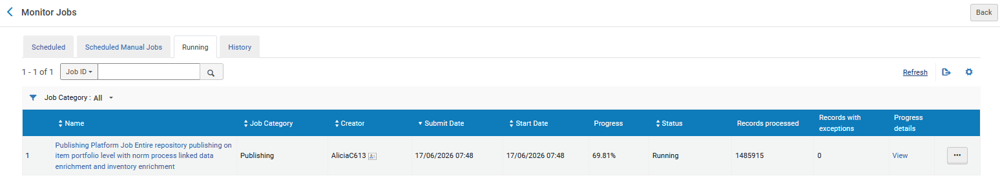 Monitor Jobs
Back
Scheduled
Scheduled Manual Jobs
Running
History
1 - 1 of 1
Job ID
Refresh
Job Category : All
Name
Job Category
Creator
Submit Date
Start Date
Progress
Status
Records processed
Records with
exceptions
Progress
details
1
Publishing Platform Job Entire repository publishing on
item portfolio level with norm process linked data
enrichment and inventory enrichment
Publishing
AliciaC613
17/06/2026 07:48
17/06/2026 07:48
69.81%
Running
1485915
0
View